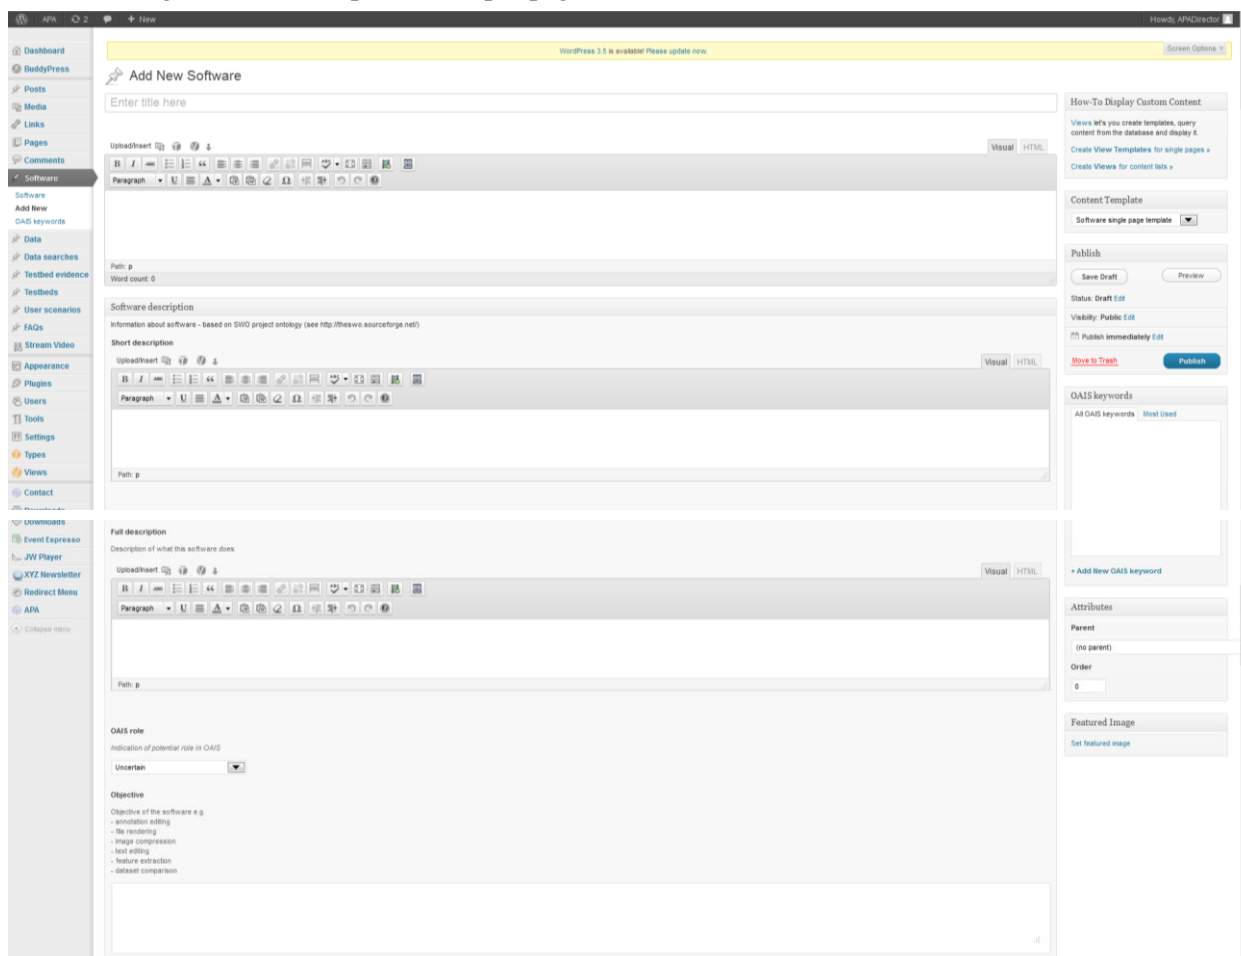 APA 2 + New Howdy, APADirector
Dashboard
BuddyPress
Posts
Media
Links
Pages
Comments
Software
Software
Add New
OAIS keywords
Data
Data searches
Testbed evidence
Testbeds
User scenarios
FAQs
Stream Video
Appearance
Plugins
Users
Tools
Settings
Types
Views
Contact
Downloads
Event Espresso
JW Player
XYZ Newsletter
Redirect Menu
APA
Collapse menu
WordPress 3.5 is available! Please update now.
Screen Options
Add New Software
Enter title here
Upload/Insert
Visual HTML
Paragraph
Path: p
Word count: 0
Software description
Information about software - based on SWO project ontology (see http://theswo.sourceforge.net/)
Short description
Upload/Insert
Visual HTML
Paragraph
Path: p
Full description
Description of what this software does
Upload/Insert
Visual HTML
Paragraph
Path: p
OAIS role
Indication of potential role in OAIS
Uncertain
Objective
Objective of the software e.g.
- annotation editing
- file rendering
- image compression
- text editing
- feature extraction
- dataset comparison
How-To Display Custom Content
Views let's you create templates, query
content from the database and display it.
Create View Templates for single pages »
Create Views for content lists »
Content Template
Software single page template
Publish
Save Draft Preview
Status: Draft Edit
Visibility: Public Edit
Publish immediately Edit
Move to Trash Publish
OAIS keywords
All OAIS keywords Most Used
+ Add New OAIS keyword
Attributes
Parent
(no parent)
Order
0
Featured Image
Set featured image